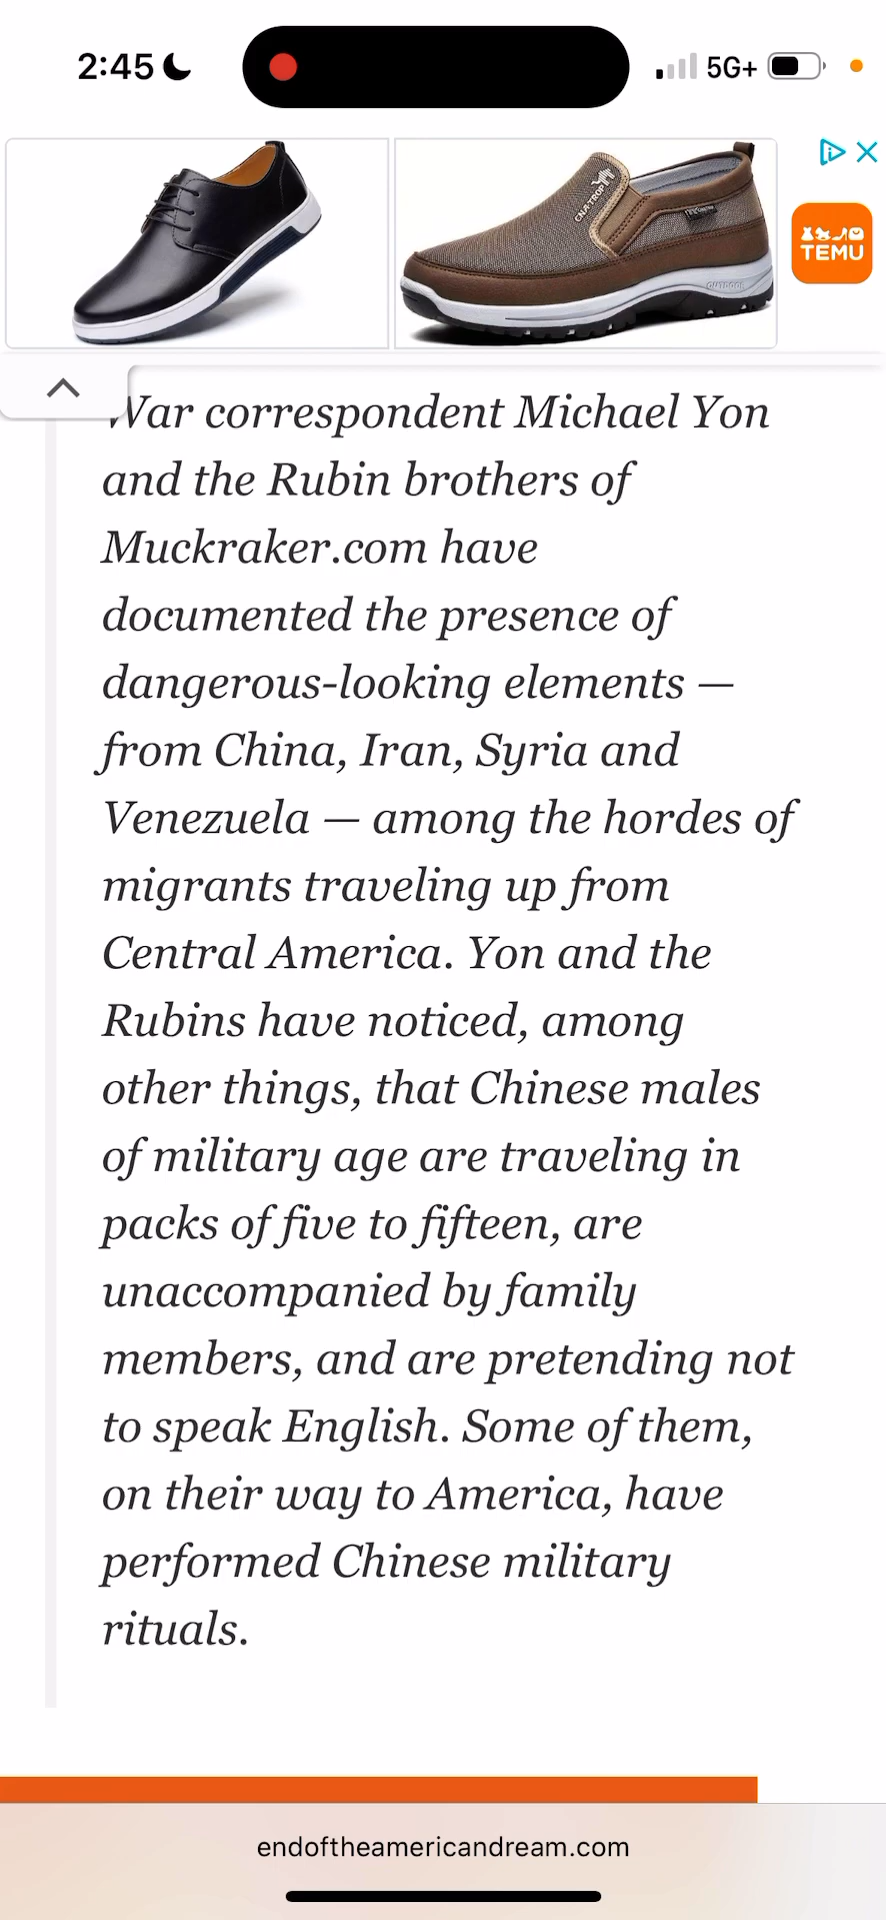 2:45
5G+
CNATROP
TEMU
War correspondent Michael Yon
and the Rubin brothers of
Muckraker.com have
documented the presence of
dangerous-looking elements —
from China, Iran, Syria and
Venezuela — among the hordes of
migrants traveling up from
Central America. Yon and the
Rubins have noticed, among
other things, that Chinese males
of military age are traveling in
packs of five to fifteen, are
unaccompanied by family
members, and are pretending not
to speak English. Some of them,
on their way to America, have
performed Chinese military
rituals.
endoftheamericandream.com